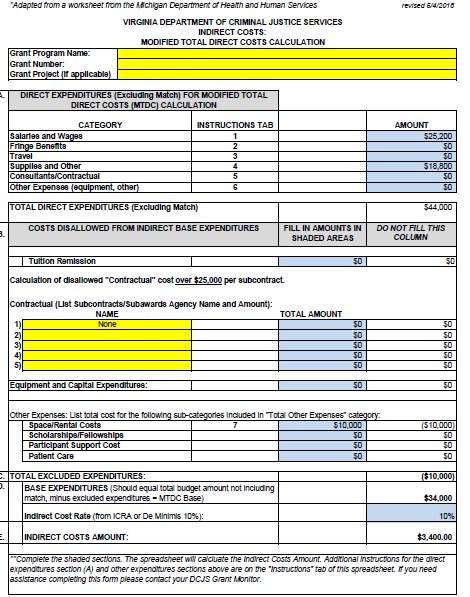 *Adapted from a worksheet from the Michigan Department of Health and Human Services revised 6/4/2018
VIRGINIA DEPARTMENT OF CRIMINAL JUSTICE SERVICES
INDIRECT COSTS:
MODIFIED TOTAL DIRECT COSTS CALCULATION
Grant Program Name:
Grant Number:
Grant Project (if applicable)
A. DIRECT EXPENDITURES (Excluding Match) FOR MODIFIED TOTAL
DIRECT COSTS (MTDC) CALCULATION
CATEGORY INSTRUCTIONS TAB AMOUNT
Salaries and Wages 1 $25,200
Fringe Benefits 2 $0
Travel 3 $0
Supplies and Other 4 $18,800
Consultants/Contractual 5 $0
Other Expenses (equipment, other) 6 $0
TOTAL DIRECT EXPENDITURES (Excluding Match) $44,000
B. COSTS DISALLOWED FROM INDIRECT BASE EXPENDITURES FILL IN AMOUNTS IN DO NOT FILL THIS
SHADED AREAS COLUMN
Tuition Remission $0 $0
Calculation of disallowed "Contractual" cost over $25,000 per subcontract.
Contractual (List Subcontracts/Subawards Agency Name and Amount):
NAME TOTAL AMOUNT
1) None $0 $0
2) $0 $0
3) $0 $0
4) $0 $0
5) $0 $0
Equipment and Capital Expenditures: $0 $0
Other Expenses: List total cost for the following sub-categories included in "Total Other Expenses" category:
Space/Rental Costs 7 $10,000 ($10,000)
Scholarships/Fellowships $0 $0
Participant Support Cost $0 $0
Patient Care $0 $0
C. TOTAL EXCLUDED EXPENDITURES: ($10,000)
D. BASE EXPENDITURES (Should equal total budget amount not including
match, minus excluded expenditures = MTDC Base) $34,000
Indirect Cost Rate (from ICRA or De Minimis 10%): 10%
E. INDIRECT COSTS AMOUNT: $3,400.00
**Complete the shaded sections. The spreadsheet will calculate the Indirect Costs Amount. Additional instructions for the direct
expenditures section (A) and other expenditures sections above are on the "Instructions" tab of this spreadsheet. If you need
assistance completing this form please contact your DCJS Grant Monitor.